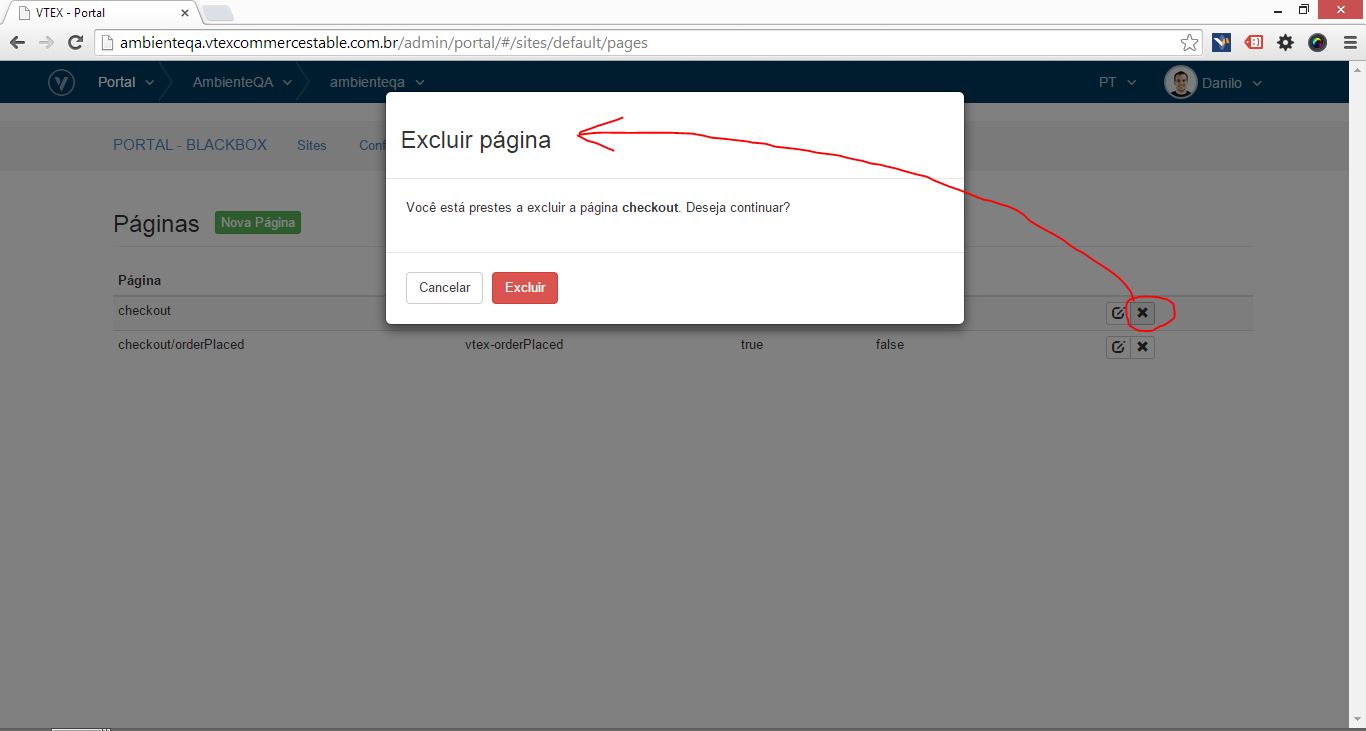 VTEX - Portal
ambienteqa.vtexcommercestable.com.br/admin/portal/#/sites/default/pages
Portal AmbienteQA ambienteqa PT Danilo
PORTAL - BLACKBOX Sites Conf
Excluir página
Você está prestes a excluir a página checkout. Deseja continuar?
Cancelar Excluir
Páginas Nova Página
Página
checkout
checkout/orderPlaced vtex-orderPlaced true false